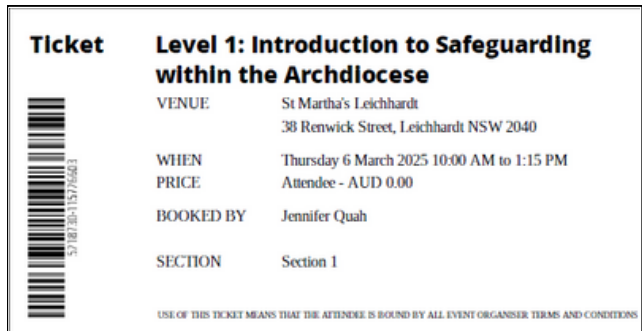 Ticket
Level 1: Introduction to Safeguarding
within the Archdiocese
VENUE St Martha's Leichhardt
38 Renwick Street, Leichhardt NSW 2040
WHEN Thursday 6 March 2025 10:00 AM to 1:15 PM
PRICE Attendee - AUD 0.00
BOOKED BY Jennifer Quah
SECTION Section 1
5718730-115776603
USE OF THIS TICKET MEANS THAT THE ATTENDEE IS BOUND BY ALL EVENT ORGANISER TERMS AND CONDITIONS